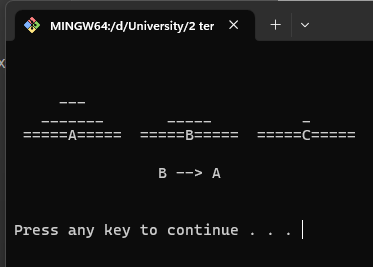 MINGW64:/d/University/2 ter
---
------- ----- -
=====A===== =====B===== =====C=====
B --> A
Press any key to continue . . .